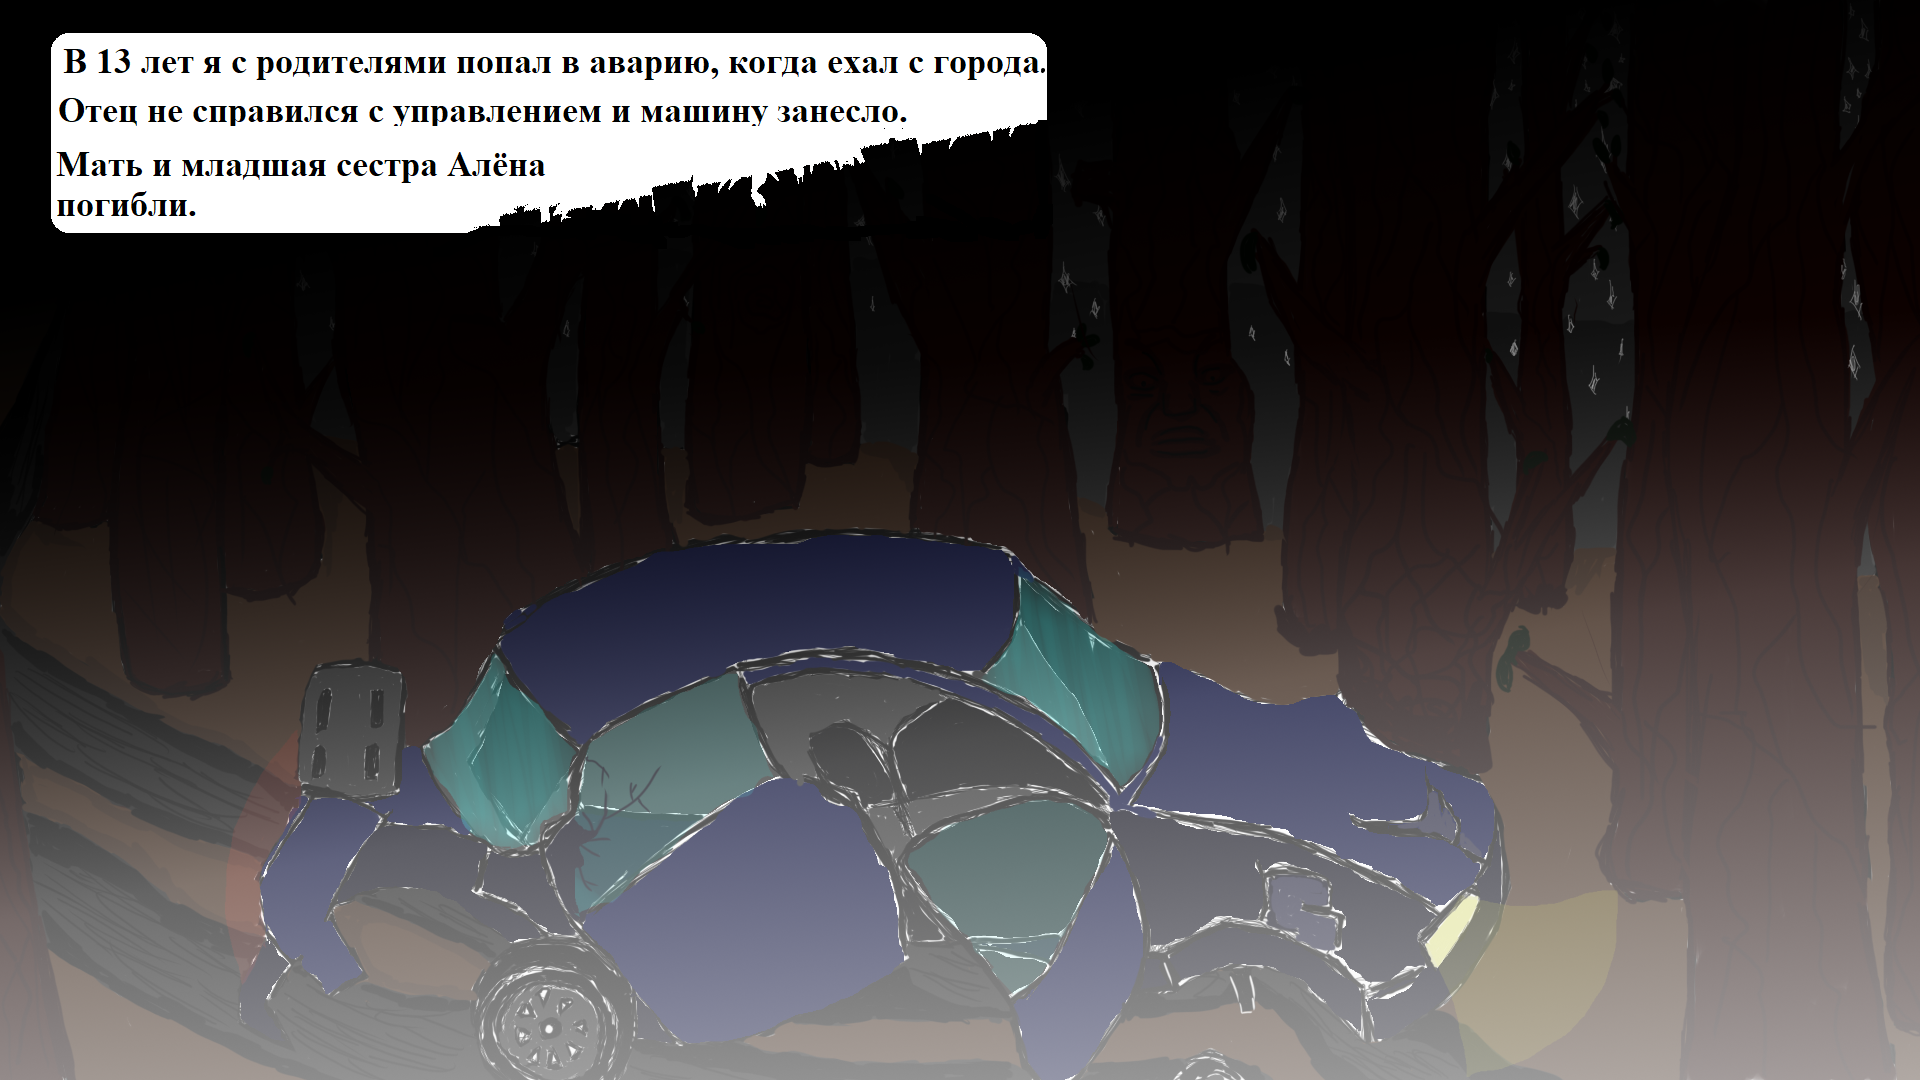 В 13 лет я с родителями попал в аварию, когда ехал с города.
Отец не справился с управлением и машину занесло.
Мать и младшая сестра Алёна
погибли.